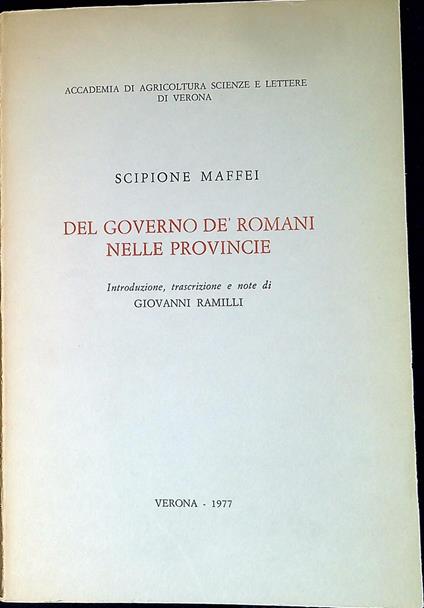 ACCADEMIA DI AGRICOLTURA SCIENZE E LETTERE
DI VERONA
SCIPIONE MAFFEI
DEL GOVERNO DE' ROMANI
NELLE PROVINCIE
Introduzione, trascrizione e note di
GIOVANNI RAMILLI
VERONA - 1977